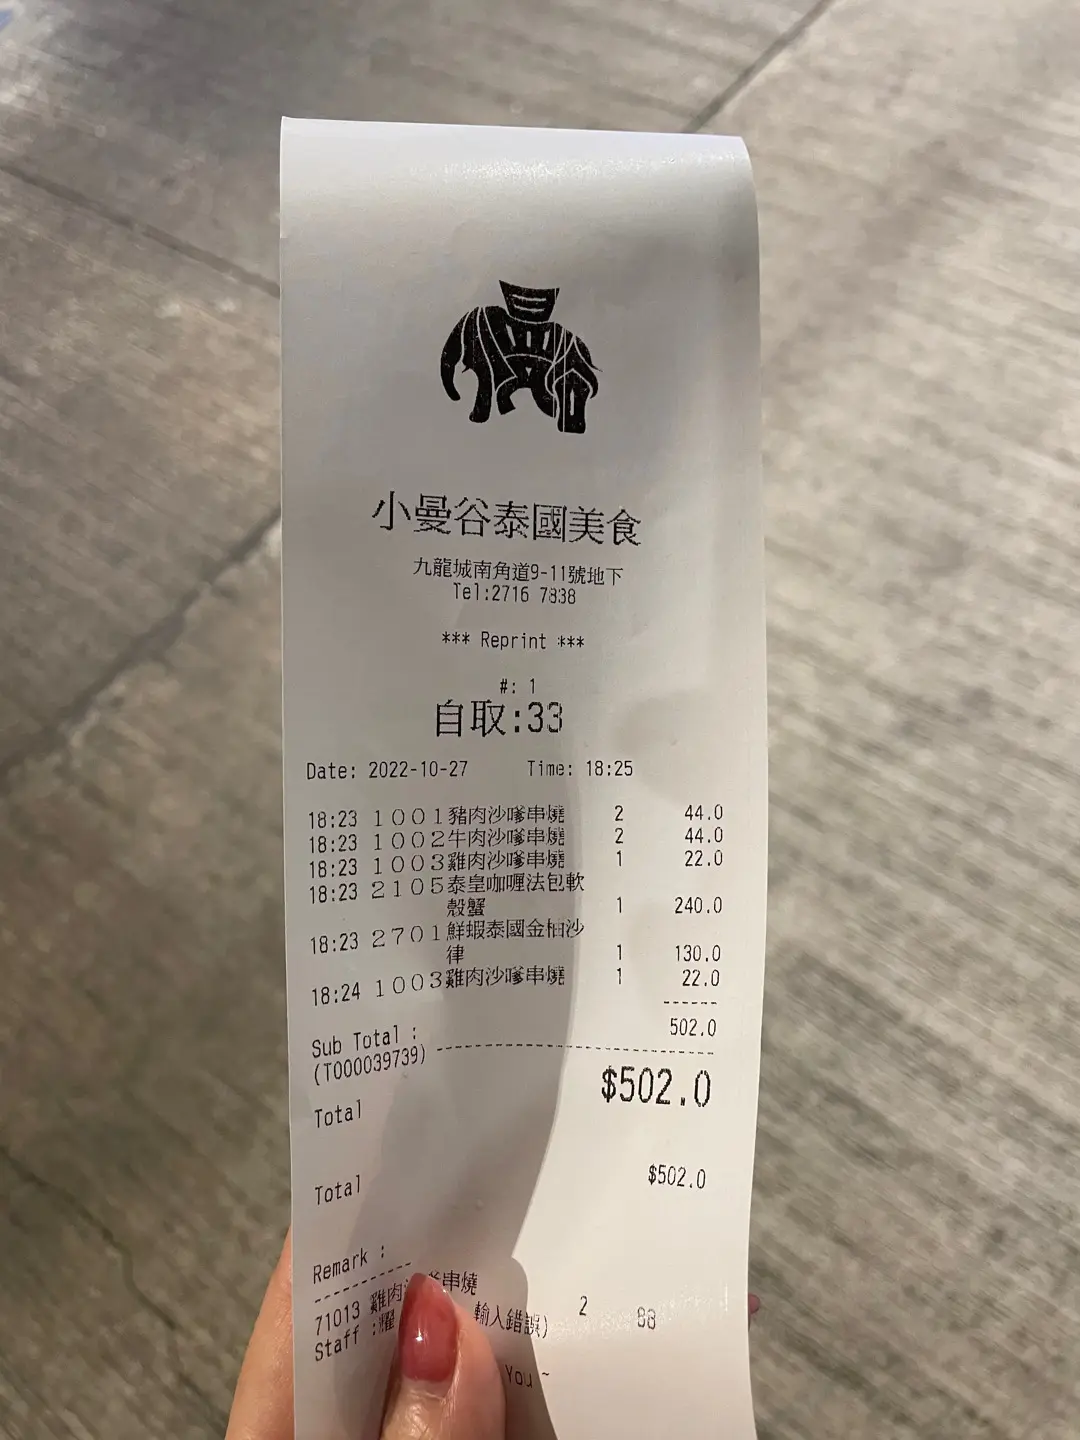 小曼谷泰國美食
九龍城南角道9-11號地下
Tel:2716 7838
*** Reprint ***
#: 1
自取:33
Date: 2022-10-27 Time: 18:25
18:23 1001豬肉沙嗲串燒 2 44.0
18:23 1002牛肉沙嗲串燒 2 44.0
18:23 1003雞肉沙嗲串燒 1 22.0
18:23 2105泰皇咖喱法包軟
殼蟹 1 240.0
18:23 2701鮮蝦泰國金柚沙
律 1 130.0
18:24 1003雞肉沙嗲串燒 1 22.0
Sub Total : 502.0
(T000039739)
Total $502.0
Total $502.0
Remark :
71013 雞肉沙 串燒 2 88
Staff : 輸入錯誤)
You ~